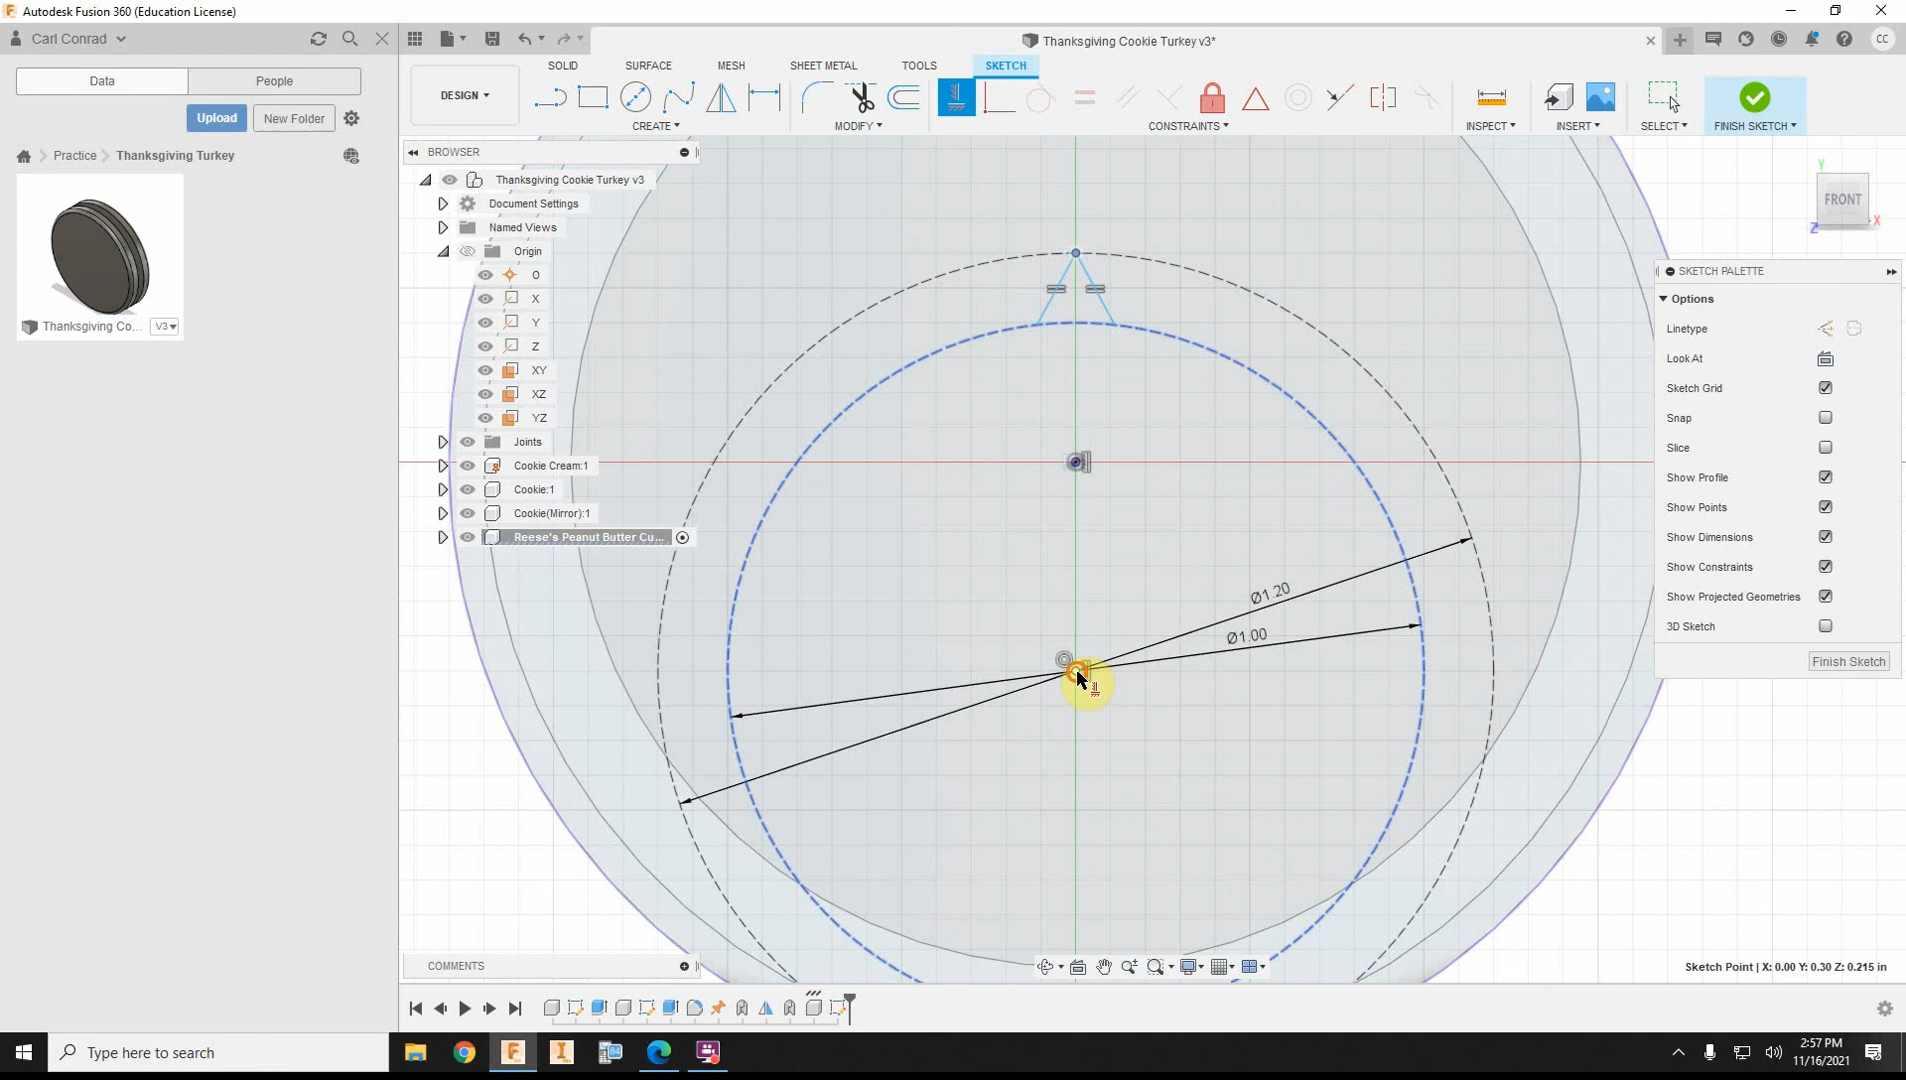 Autodesk Fusion 360 (Education License)
Carl Conrad
Thanksgiving Cookie Turkey v3*
CC
Data
People
Upload
New Folder
Practice
Thanksgiving Turkey
Thanksgiving Co...
V3
DESIGN
SOLID
SURFACE
MESH
SHEET METAL
TOOLS
SKETCH
CREATE
MODIFY
CONSTRAINTS
INSPECT
INSERT
SELECT
FINISH SKETCH
BROWSER
Thanksgiving Cookie Turkey v3
Document Settings
Named Views
Origin
O
X
Y
Z
XY
XZ
YZ
Joints
Cookie Cream:1
Cookie:1
Cookie(Mirror):1
Reese's Peanut Butter Cu...
Ø1.20
Ø1.00
Y
FRONT
X
Z
SKETCH PALETTE
Options
Linetype
Look At
Sketch Grid
Snap
Slice
Show Profile
Show Points
Show Dimensions
Show Constraints
Show Projected Geometries
3D Sketch
Finish Sketch
COMMENTS
Sketch Point | X: 0.00 Y: 0.30 Z: 0.215 in
Type here to search
2:57 PM
11/16/2021